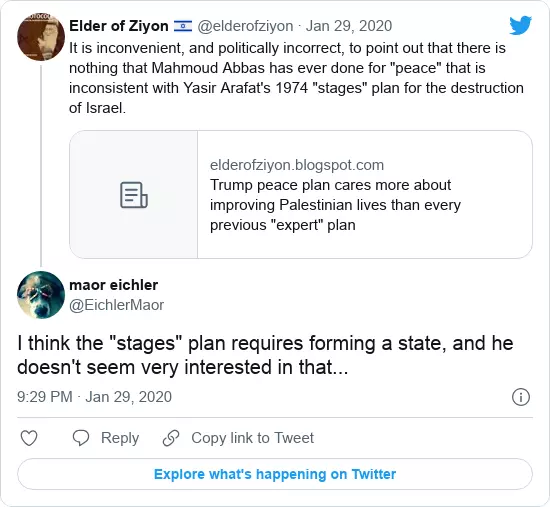 Elder of Ziyon 🇮🇱 @elderofziyon · Jan 29, 2020
It is inconvenient, and politically incorrect, to point out that there is
nothing that Mahmoud Abbas has ever done for "peace" that is
inconsistent with Yasir Arafat's 1974 "stages" plan for the destruction
of Israel.
elderofziyon.blogspot.com
Trump peace plan cares more about
improving Palestinian lives than every
previous "expert" plan
maor eichler
@EichlerMaor
I think the "stages" plan requires forming a state, and he
doesn't seem very interested in that...
9:29 PM · Jan 29, 2020
Reply
Copy link to Tweet
Explore what's happening on Twitter